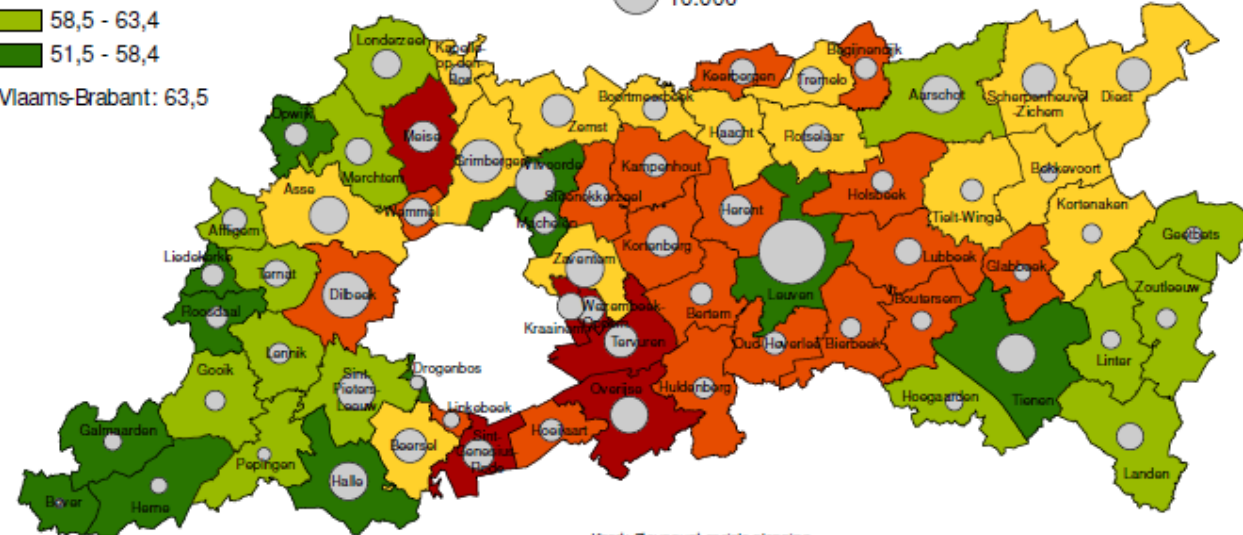 10.000
58,5 - 63,4
51,5 - 58,4
Vlaams-Brabant: 63,5
Londerzeel
Kapelle-
op-den-
Bos
Keerbergen
Tremelo
Begijnendijk
Aarschot
Scherpenheuvel
-Zichem
Diest
Opwijk
Merchtem
Meise
Grimbergen
Zemst
Boortmeerbeek
Haacht
Rotselaar
Bekkevoort
Asse
Wemmel
Vilvoorde
Machelen
Steenokkerzeel
Kampenhout
Herent
Holsbeek
Tielt-Winge
Kortenaken
Geetbets
Affligem
Liedekerke
Ternat
Dilbeek
Zaventem
Kortenberg
Leuven
Lubbeek
Glabbeek
Zoutleeuw
Roosdaal
Lennik
Kraainem
Wezembeek-
Tervuren
Bertem
Oud-Heverlee
Bierbeek
Boutersem
Linter
Gooik
Sint-
Pieters-
Leeuw
Drogenbos
Linkebeek
Beersel
Sint-
Genesius-
Rode
Hoeilaart
Overijse
Huldenberg
Hoegaarden
Tienen
Landen
Galmaarden
Pepingen
Halle
Bever
Herne